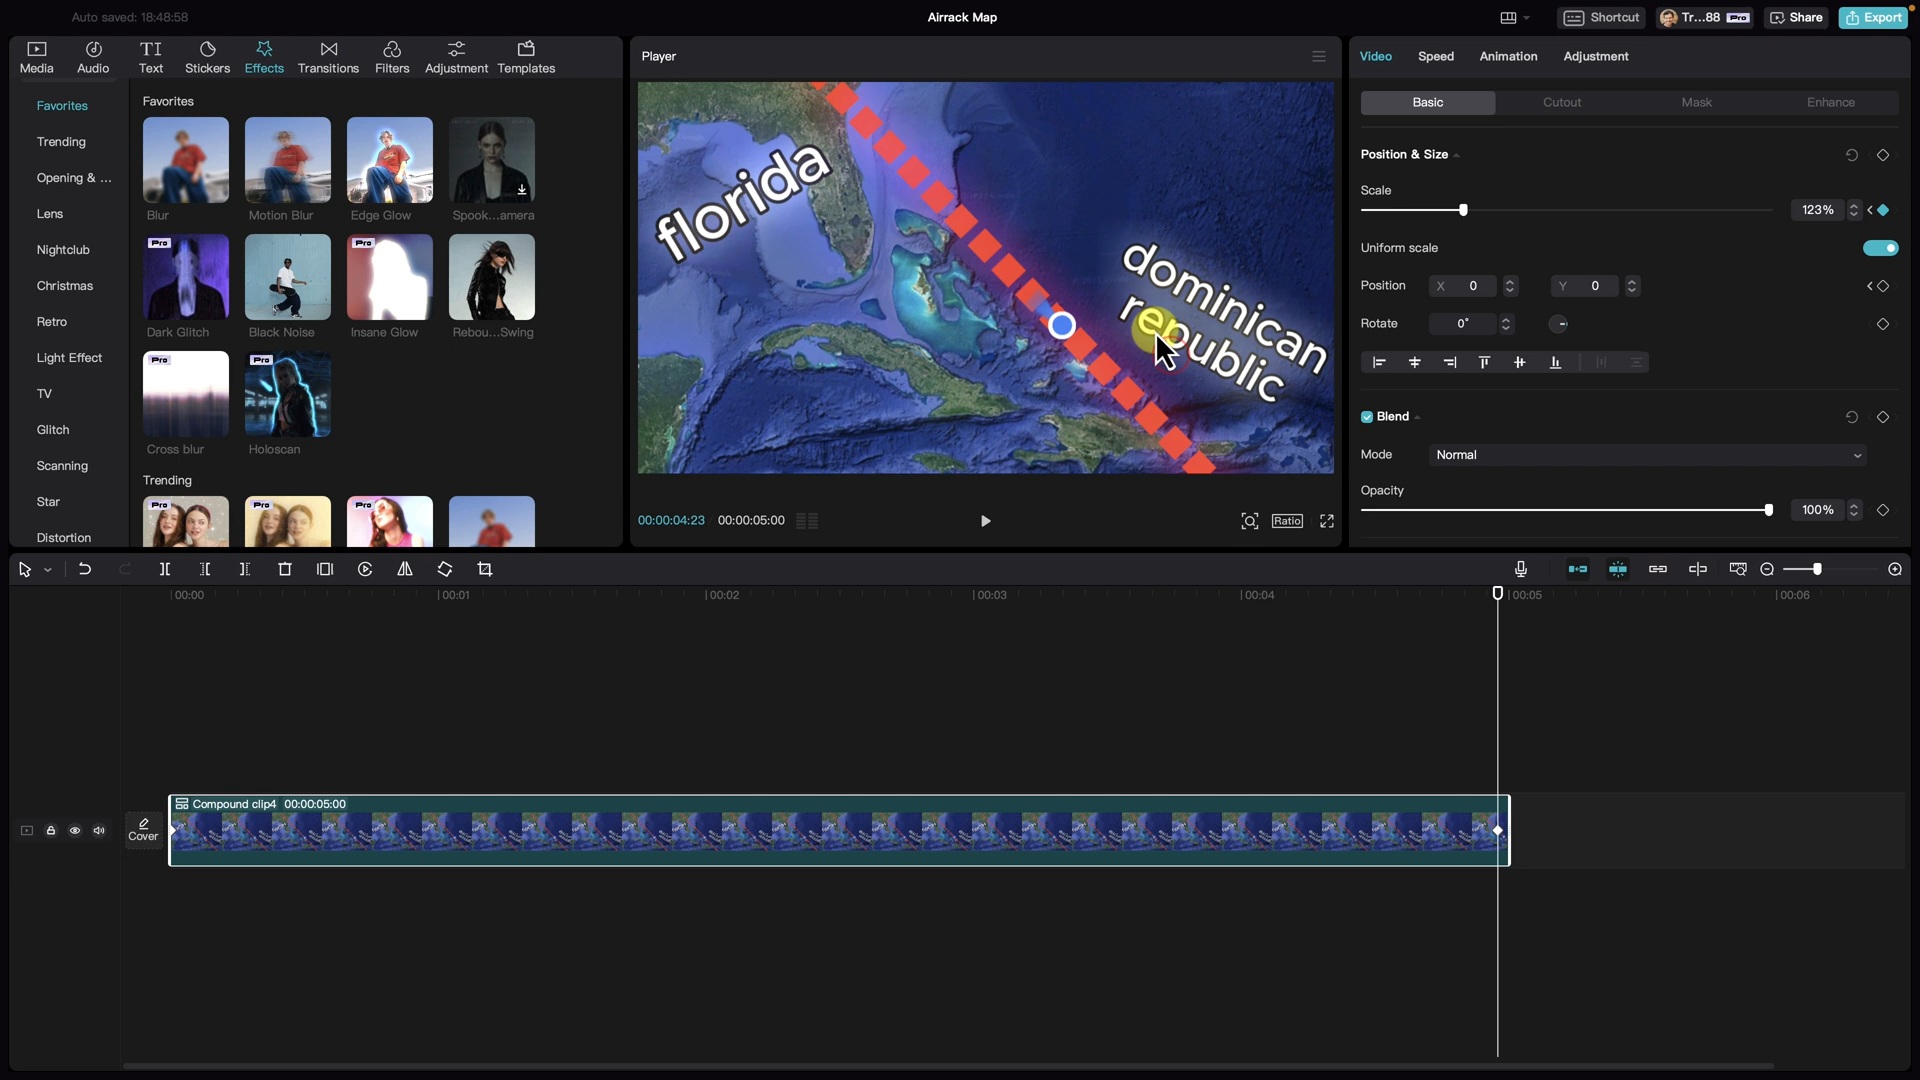 Auto saved: 18:48:58
Airrack Map
Shortcut
Tr...88
Pro
Share
Export
Media
Audio
Text
Stickers
Effects
Transitions
Filters
Adjustment
Templates
Favorites
Trending
Opening & ...
Lens
Nightclub
Christmas
Retro
Light Effect
TV
Glitch
Scanning
Star
Distortion
Favorites
Blur
Motion Blur
Edge Glow
Spook...amera
Pro
Pro
Dark Glitch
Black Noise
Insane Glow
Rebou...Swing
Pro
Pro
Cross blur
Holoscan
Trending
Pro
Pro
Pro
Player
florida
dominican
republic
00:00:04:23
00:00:05:00
Ratio
Video
Speed
Animation
Adjustment
Basic
Cutout
Mask
Enhance
Position & Size
Scale
123%
Uniform scale
Position
X 0
Y 0
Rotate
0°
Blend
Mode
Normal
Opacity
100%
00:00
00:01
00:02
00:03
00:04
00:05
00:06
Cover
Compound clip4 00:00:05:00